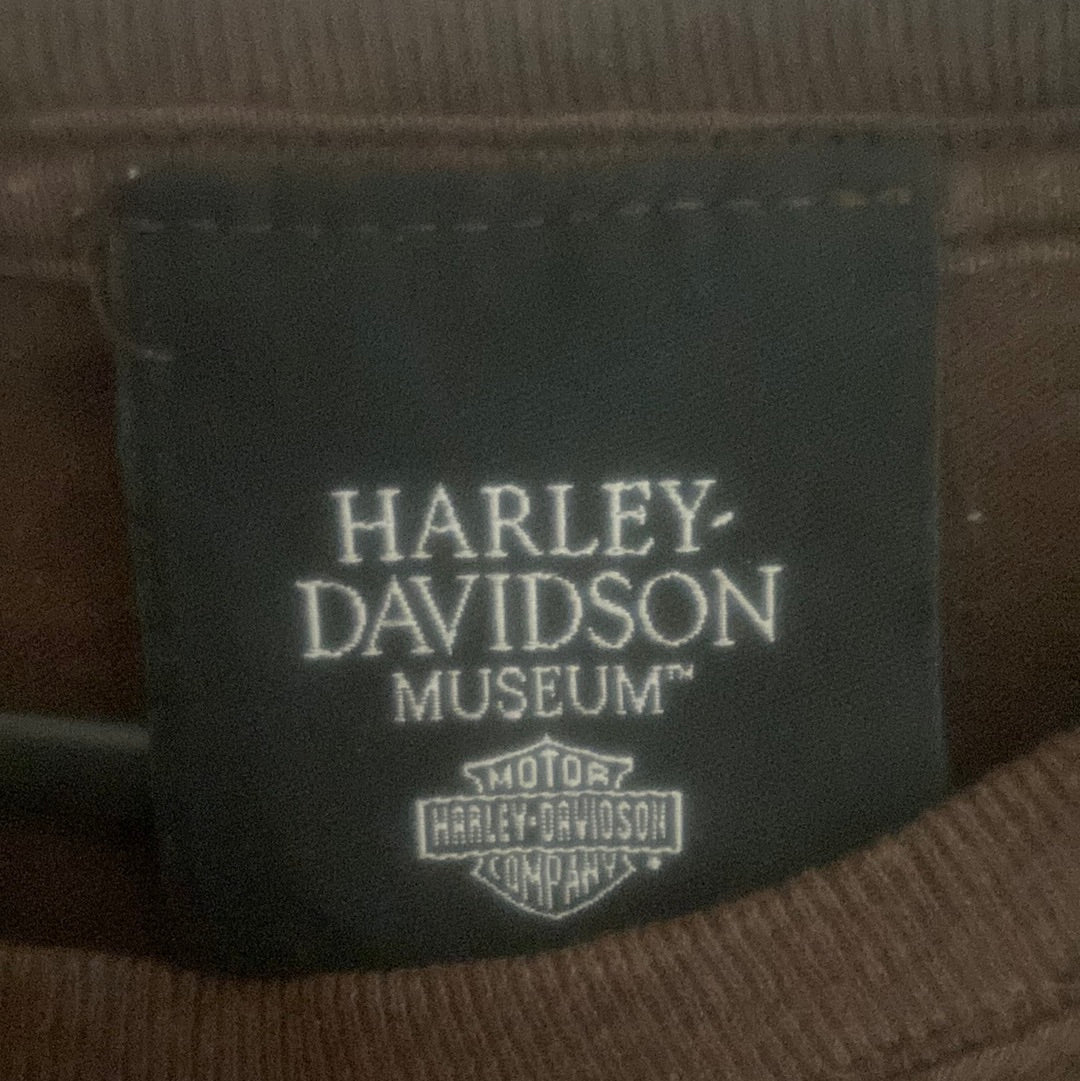 HARLEY-
DAVIDSON
MUSEUM™
MOTOR
HARLEY-DAVIDSON
COMPANY